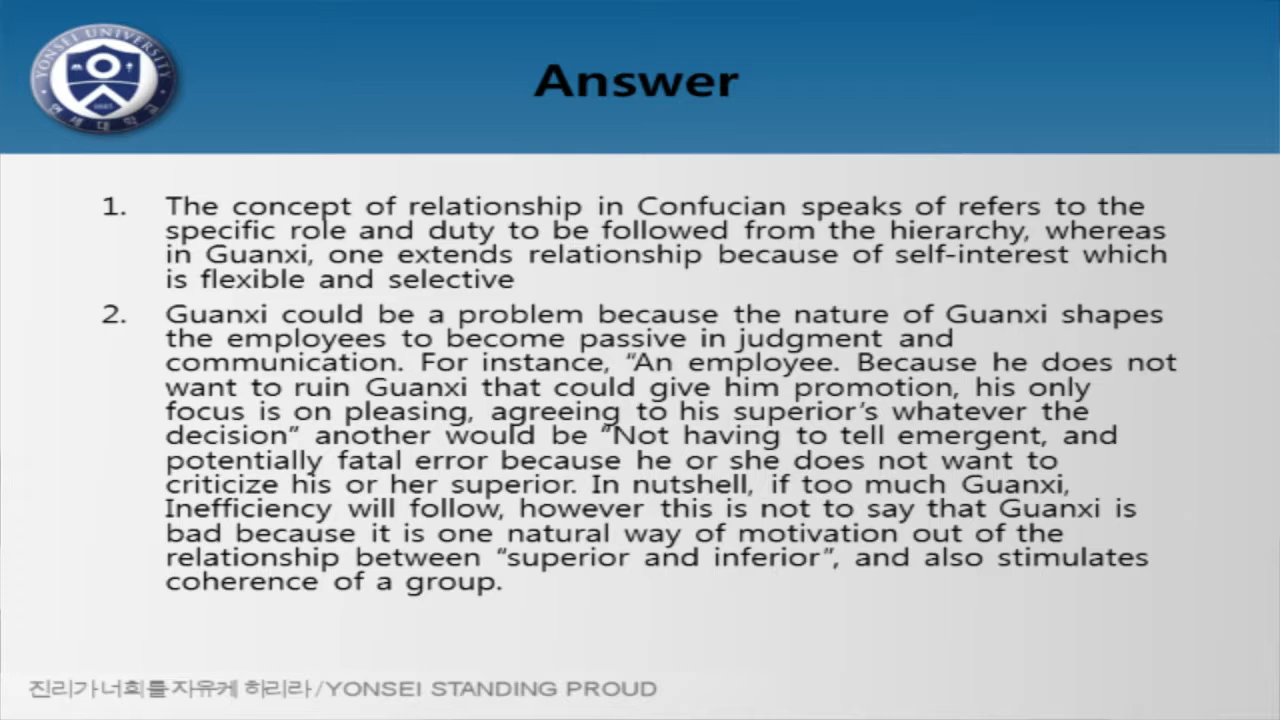 YONSEI UNIVERSITY
연세대학교
Answer
1. The concept of relationship in Confucian speaks of refers to the
specific role and duty to be followed from the hierarchy, whereas
in Guanxi, one extends relationship because of self-interest which
is flexible and selective
2. Guanxi could be a problem because the nature of Guanxi shapes
the employees to become passive in judgment and
communication. For instance, “An employee. Because he does not
want to ruin Guanxi that could give him promotion, his only
focus is on pleasing, agreeing to his superior’s whatever the
decision” another would be “Not having to tell emergent, and
potentially fatal error because he or she does not want to
criticize his or her superior. In nutshell, if too much Guanxi,
Inefficiency will follow, however this is not to say that Guanxi is
bad because it is one natural way of motivation out of the
relationship between “superior and inferior”, and also stimulates
coherence of a group.
진리가 너희를 자유케 하리라 /YONSEI STANDING PROUD